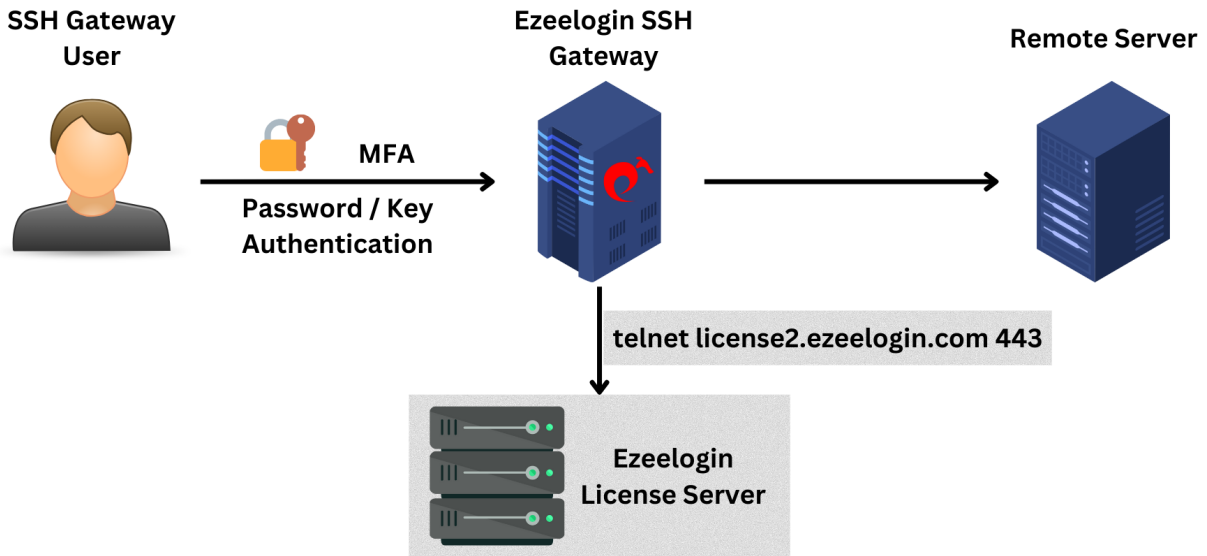 SSH Gateway
User
Ezeelogin SSH
Gateway
Remote Server
MFA
Password / Key
Authentication
telnet license2.ezeelogin.com 443
Ezeelogin
License Server